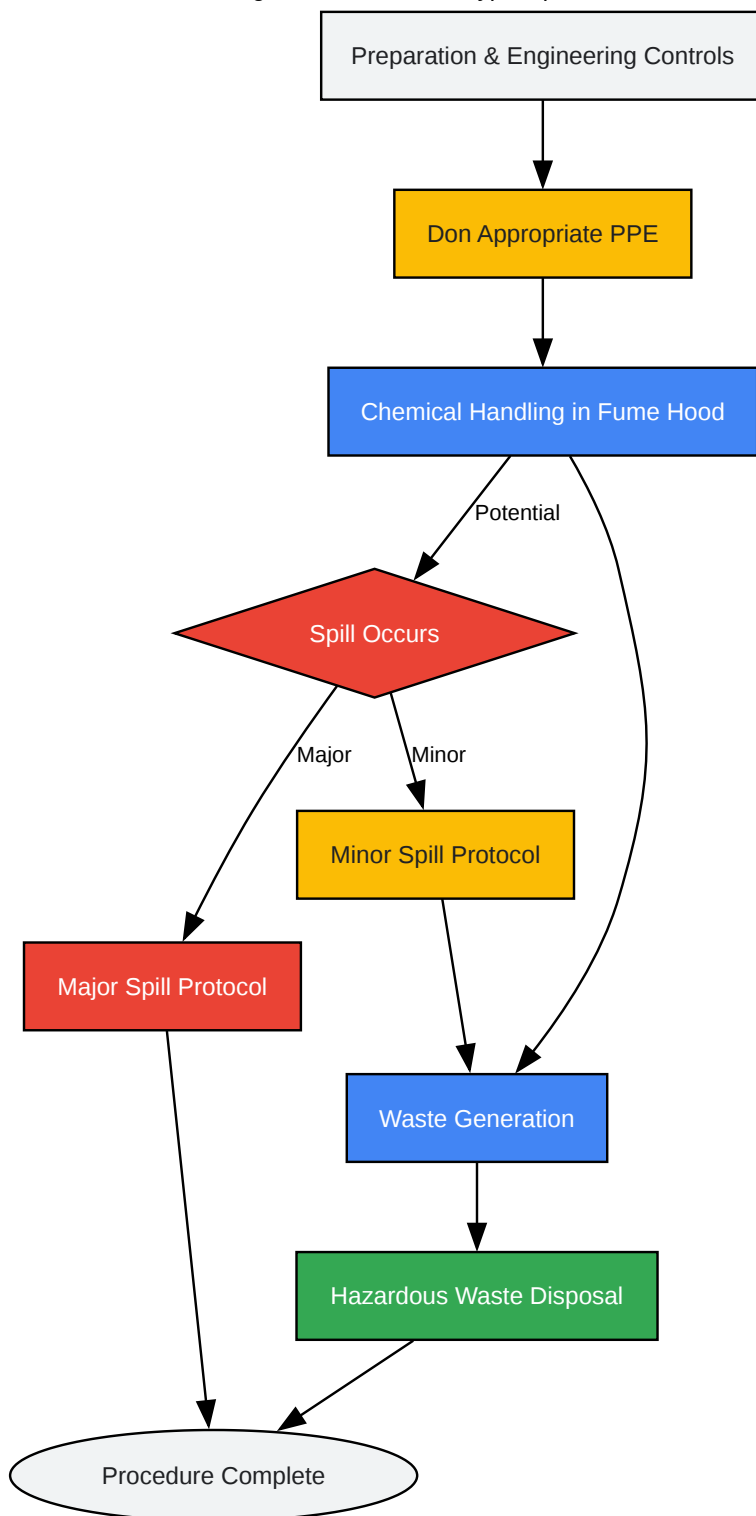 Preparation & Engineering Controls
Don Appropriate PPE
Chemical Handling in Fume Hood
Potential
Spill Occurs
Major
Minor
Minor Spill Protocol
Major Spill Protocol
Waste Generation
Hazardous Waste Disposal
Procedure Complete